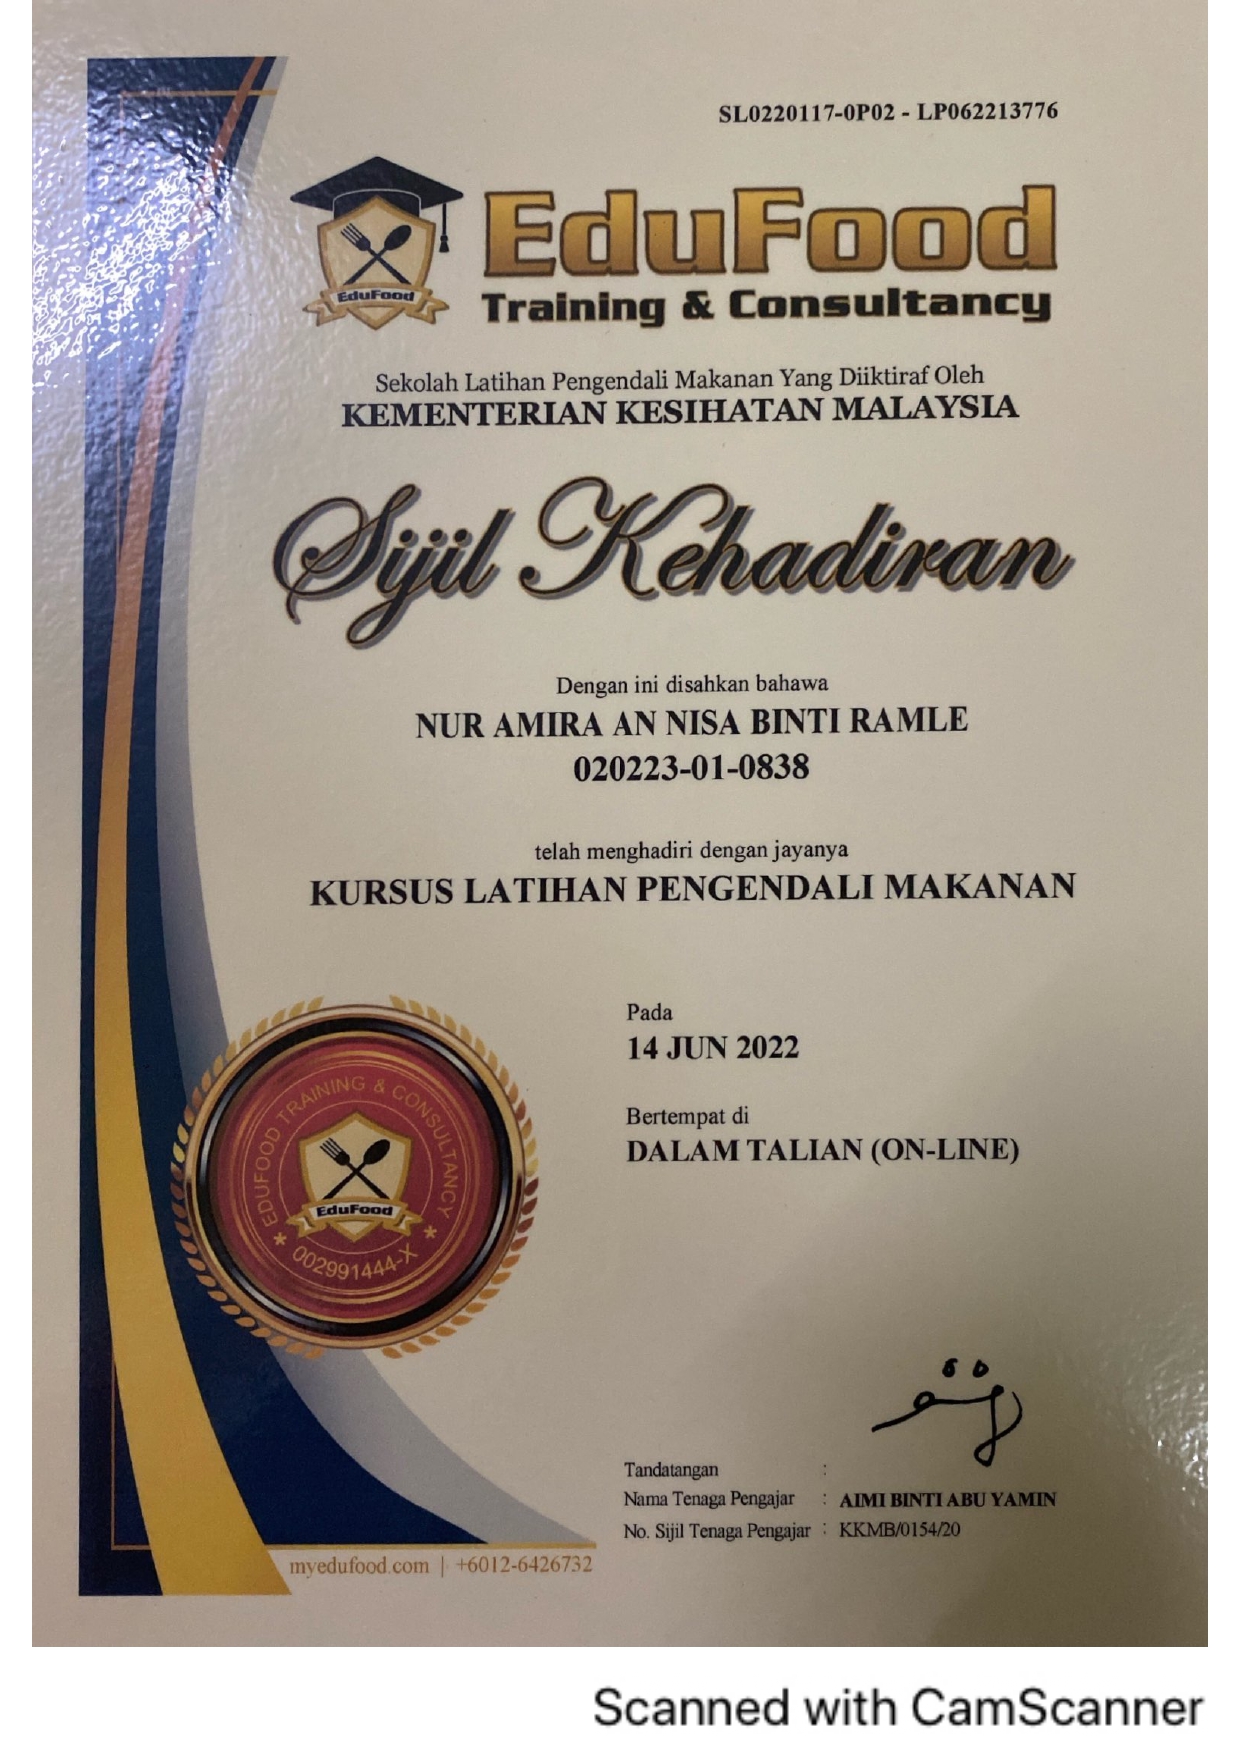 SL0220117-0P02 - LP062213776
EduFood
EduFood
Training & Consultancy
Sekolah Latihan Pengendali Makanan Yang Diiktiraf Oleh
KEMENTERIAN KESIHATAN MALAYSIA
Sijil Kehadiran
Dengan ini disahkan bahawa
NUR AMIRA AN NISA BINTI RAMLE
020223-01-0838
telah menghadiri dengan jayanya
KURSUS LATIHAN PENGENDALI MAKANAN
Pada
14 JUN 2022
Bertempat di
DALAM TALIAN (ON-LINE)
EDUFOOD TRAINING & CONSULTANCY
EduFood
* 002991444-X *
Tandatangan :
Nama Tenaga Pengajar : AIMI BINTI ABU YAMIN
No. Sijil Tenaga Pengajar : KKMB/0154/20
myedufood.com | +6012-6426732
Scanned with CamScanner